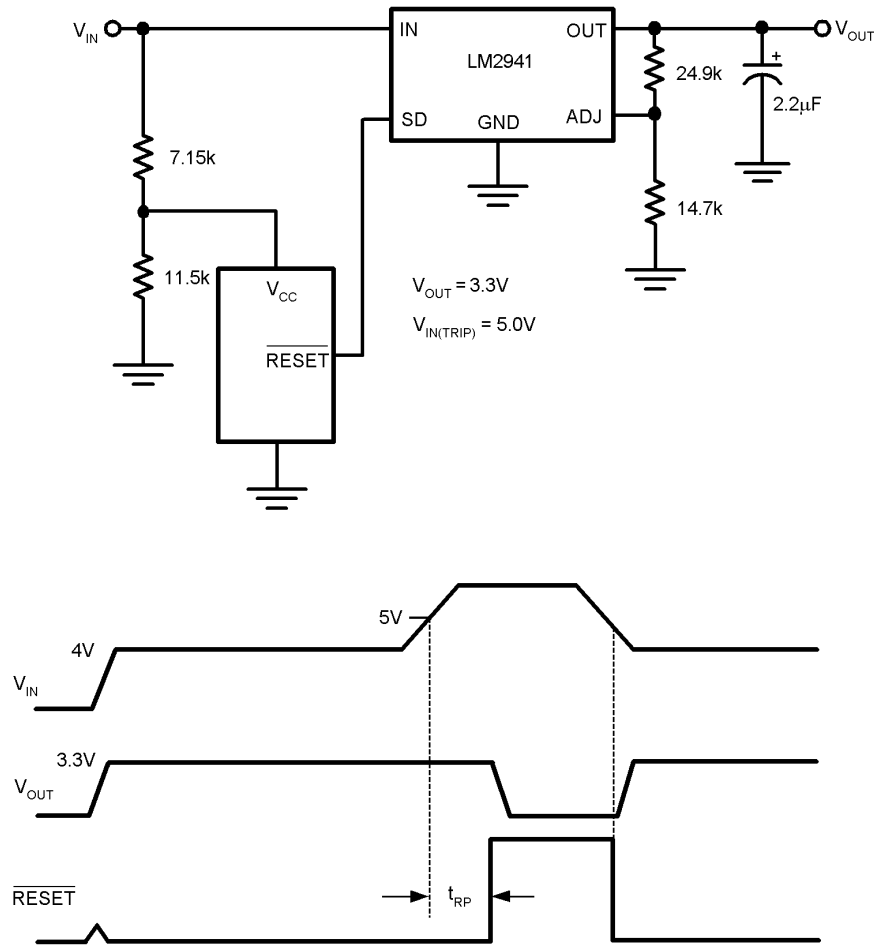 V_IN
IN
OUT
V_OUT
LM2941
24.9k
+
2.2µF
SD
GND
ADJ
7.15k
14.7k
11.5k
V_CC
V_OUT = 3.3V
V_IN(TRIP) = 5.0V
RESET
5V
4V
V_IN
3.3V
V_OUT
RESET
t_RP